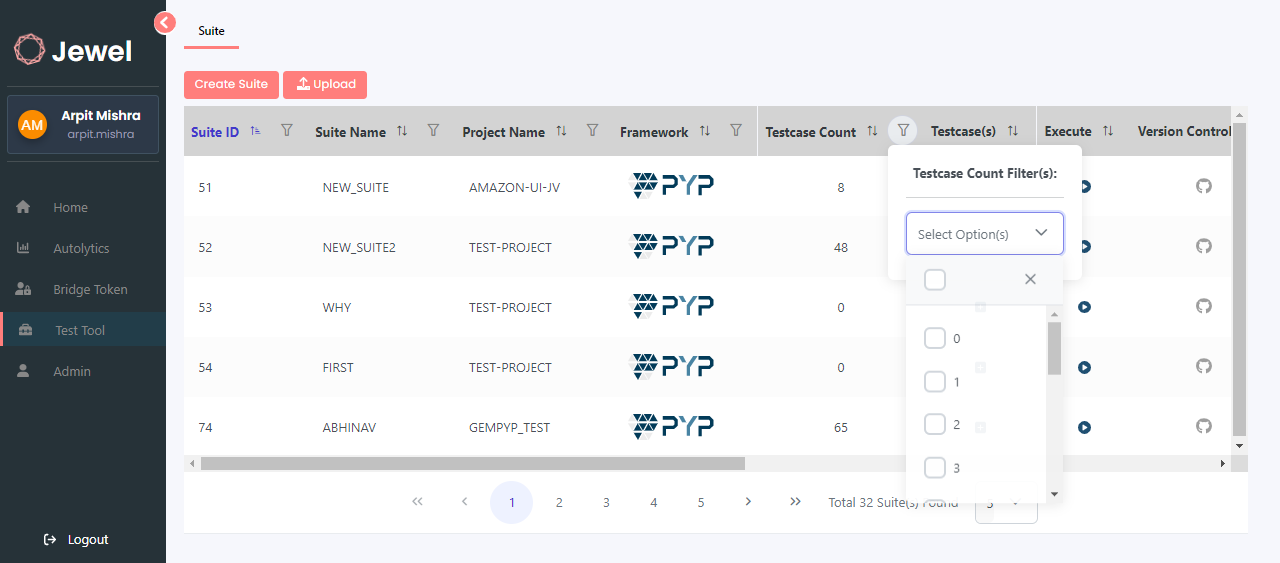 Jewel
AM
Arpit Mishra
arpit.mishra
Home
Autolytics
Bridge Token
Test Tool
Admin
Logout
Suite
Create Suite Upload
Suite ID Suite Name Project Name Framework Testcase Count Testcase(s) Execute Version Control
51 NEW_SUITE AMAZON-UI-JV PYP 8
52 NEW_SUITE2 TEST-PROJECT PYP 48
53 WHY TEST-PROJECT PYP 0
54 FIRST TEST-PROJECT PYP 0
74 ABHINAV GEMPYP_TEST PYP 65
Testcase Count Filter(s):
Select Option(s)
0
1
2
3
1 2 3 4 5 Total 32 Suite(s) Found 5